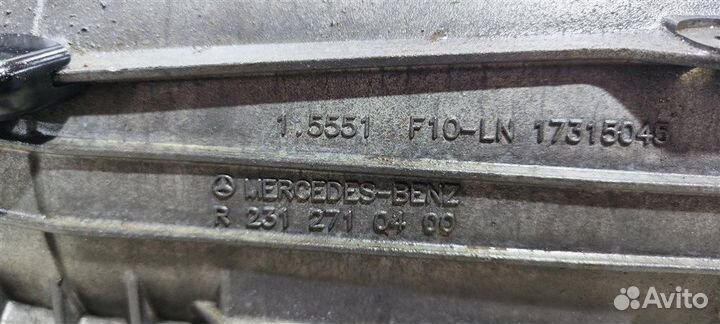 1.5551 F10-LN 17315045
MERCEDES-BENZ
R 231 271 04 00
Avito